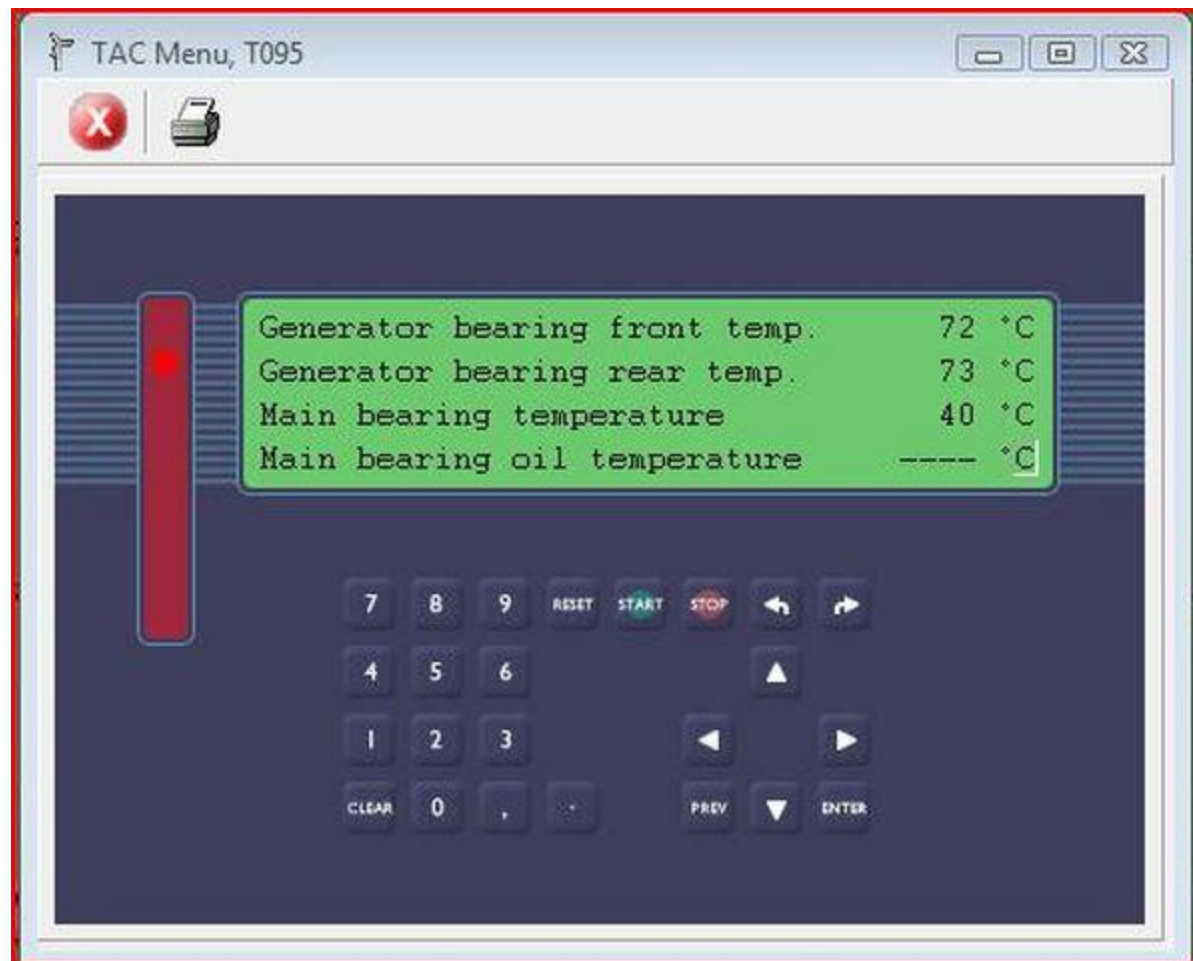 TAC Menu, T095
X
Generator bearing front temp. 72 °C
Generator bearing rear temp. 73 °C
Main bearing temperature 40 °C
Main bearing oil temperature ---- °C
7 8 9 RESET START STOP
4 5 6
1 2 3
CLEAR 0 , . PREV ENTER